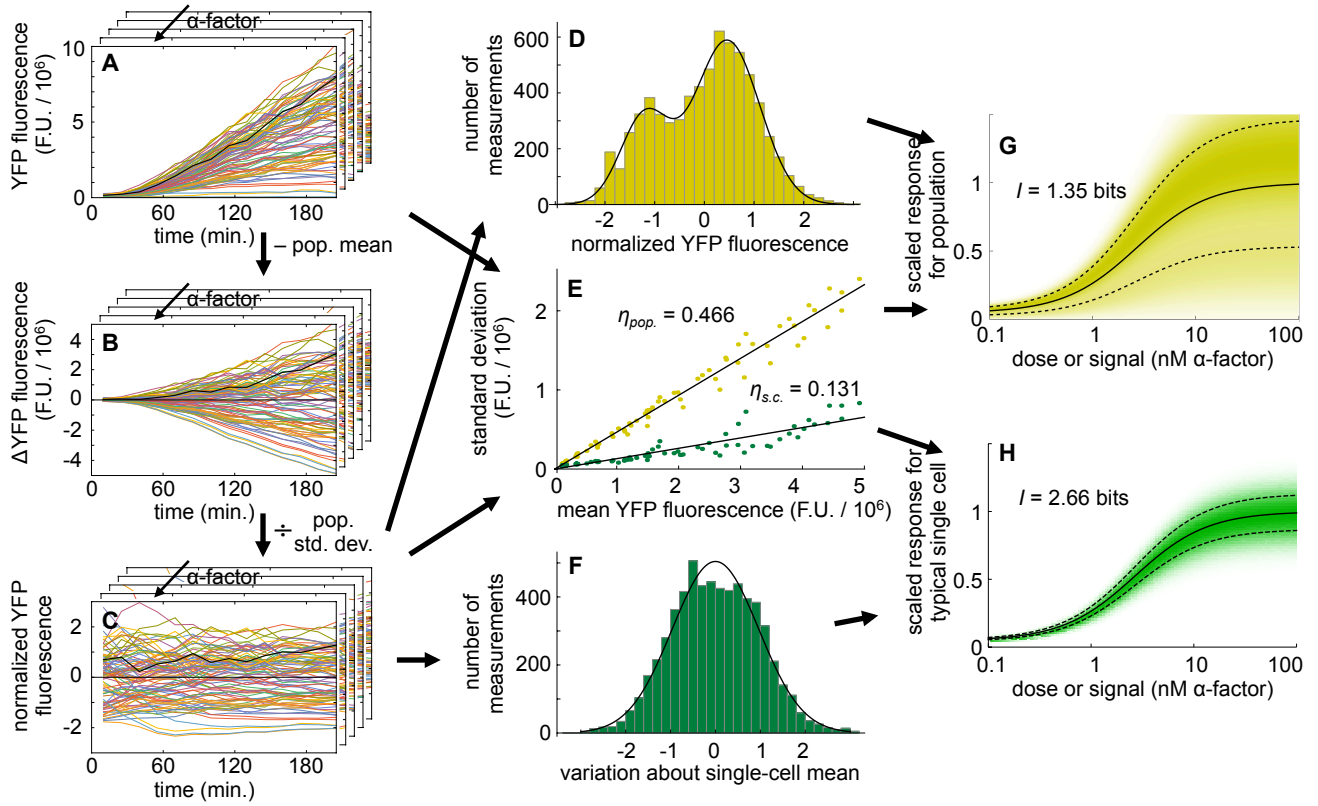 α-factor
A
YFP fluorescence
(F.U. / 10⁶)
10
5
0
0 60 120 180
time (min.)
– pop. mean
α-factor
B
ΔYFP fluorescence
(F.U. / 10⁶)
4
2
0
-2
-4
0 60 120 180
time (min.)
÷ pop.
std. dev.
α-factor
C
normalized YFP
fluorescence
2
0
-2
0 60 120 180
time (min.)
D
number of
measurements
600
400
200
0
-2 -1 0 1 2
normalized YFP fluorescence
E
standard deviation
(F.U. / 10⁶)
2
1
0
ηpop. = 0.466
ηs.c. = 0.131
0 1 2 3 4 5
mean YFP fluorescence (F.U. / 10⁶)
F
number of
measurements
400
200
0
-2 -1 0 1 2
variation about single-cell mean
G
scaled response
for population
I = 1.35 bits
1
0.5
0
0.1 1 10 100
dose or signal (nM α-factor)
H
scaled response for
typical single cell
I = 2.66 bits
1
0.5
0
0.1 1 10 100
dose or signal (nM α-factor)